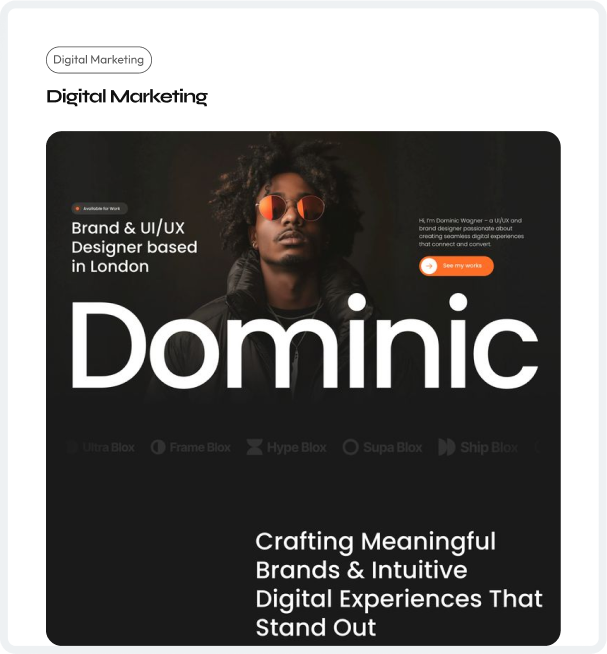 Digital Marketing
Digital Marketing
Available for Work
Brand & UI/UX
Designer based
in London
Hi, I'm Dominic Wagner – a UI/UX and
brand designer passionate about
creating seamless digital experiences
that connect and convert.
See my works
Dominic
Ultra Blox
Frame Blox
Hype Blox
Supa Blox
Ship Blox
Crafting Meaningful
Brands & Intuitive
Digital Experiences That
Stand Out